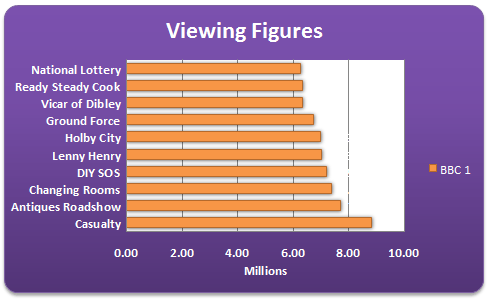 Viewing Figures
National Lottery
Ready Steady Cook
Vicar of Dibley
Ground Force
Holby City
Lenny Henry
DIY SOS
Changing Rooms
Antiques Roadshow
Casualty
BBC 1
0.00 2.00 4.00 6.00 8.00 10.00
Millions